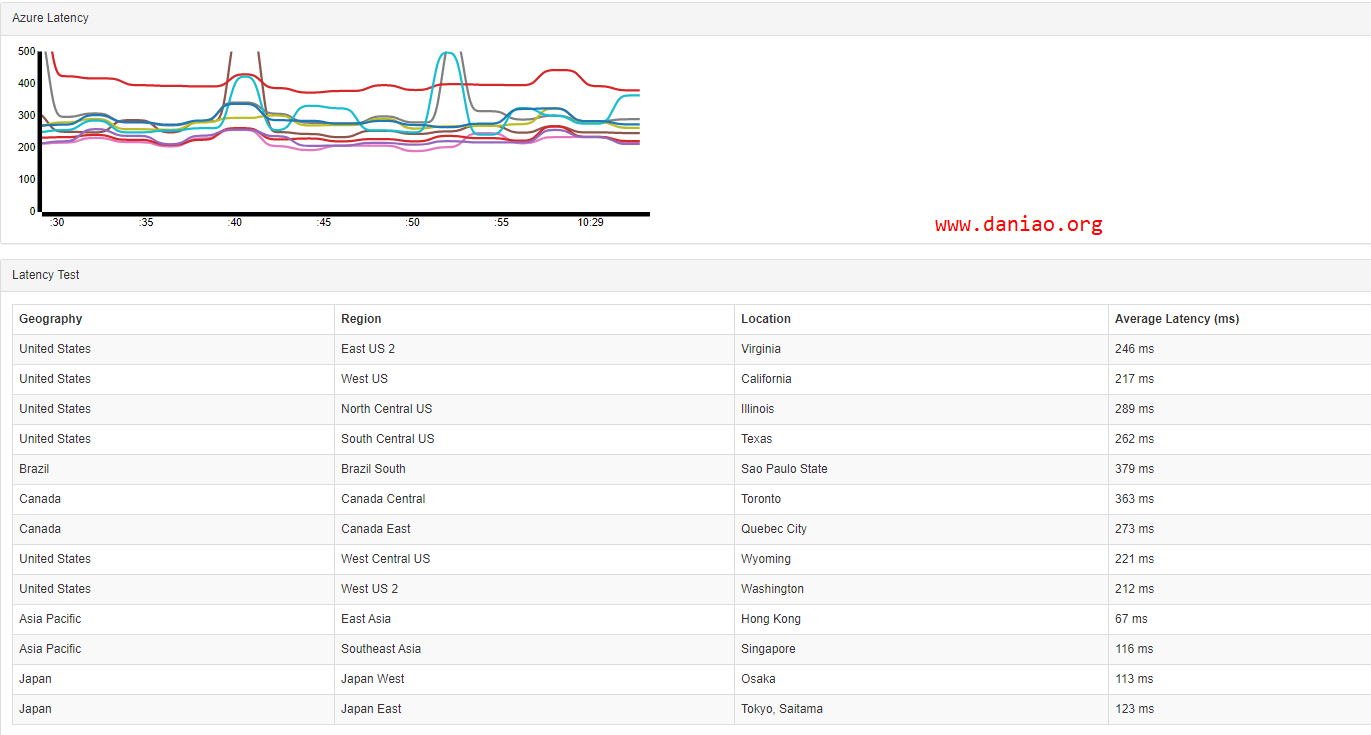 Azure Latency
500
400
300
200
100
0
:30 :35 :40 :45 :50 :55 10:29
www.daniao.org
Latency Test
Geography Region Location Average Latency (ms)
United States East US 2 Virginia 246 ms
United States West US California 217 ms
United States North Central US Illinois 289 ms
United States South Central US Texas 262 ms
Brazil Brazil South Sao Paulo State 379 ms
Canada Canada Central Toronto 363 ms
Canada Canada East Quebec City 273 ms
United States West Central US Wyoming 221 ms
United States West US 2 Washington 212 ms
Asia Pacific East Asia Hong Kong 67 ms
Asia Pacific Southeast Asia Singapore 116 ms
Japan Japan West Osaka 113 ms
Japan Japan East Tokyo, Saitama 123 ms